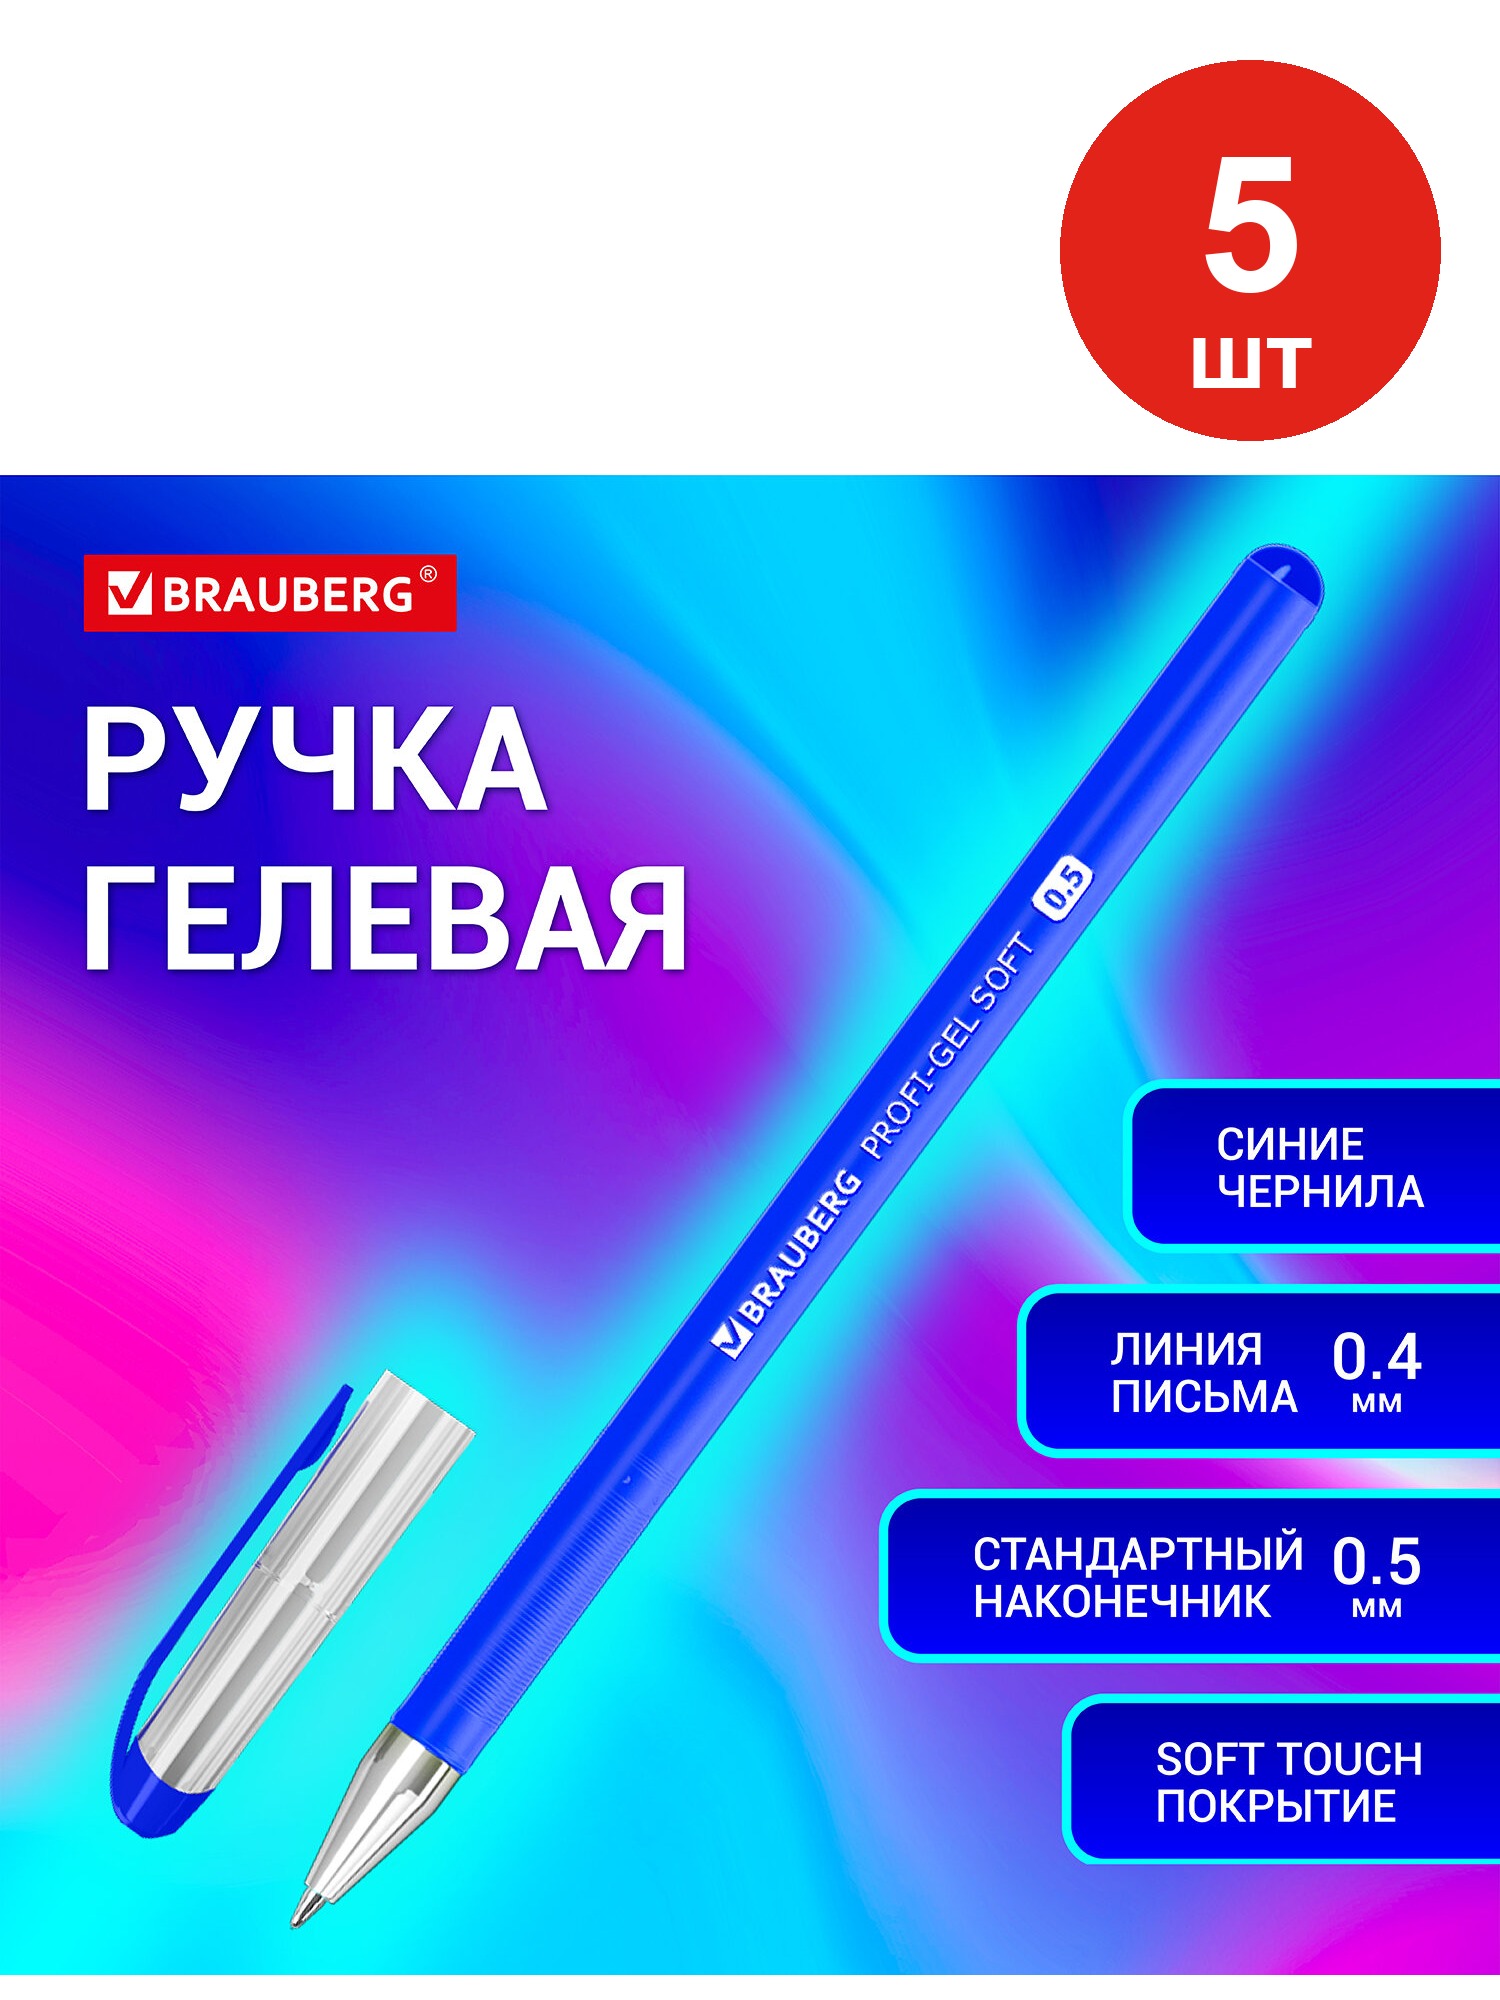 5
шт
BRAUBERG®
РУЧКА
ГЕЛЕВАЯ
BRAUBERG PROFI-GEL SOFT 0.5
СИНИЕ
ЧЕРНИЛА
ЛИНИЯ
ПИСЬМА
0.4
мм
СТАНДАРТНЫЙ
НАКОНЕЧНИК
0.5
мм
SOFT TOUCH
ПОКРЫТИЕ